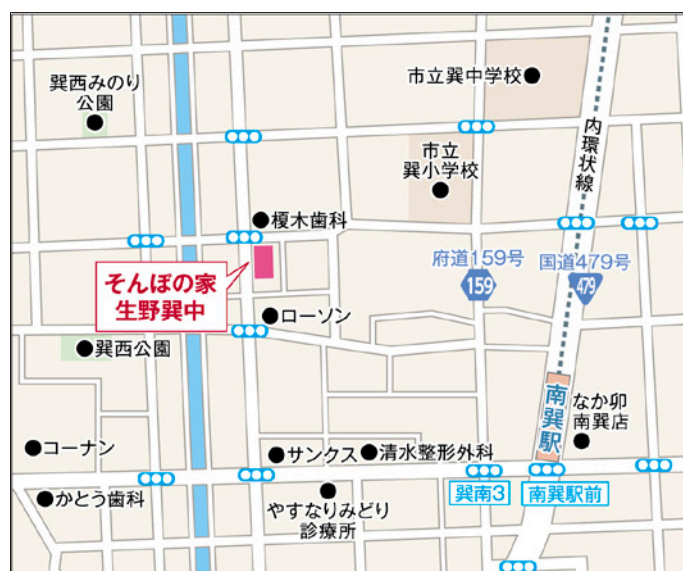 市立巽中学校
巽西みのり
公園
内環状線
市立
巽小学校
榎木歯科
府道159号
国道479号
そんぽの家
生野巽中
159
479
ローソン
巽西公園
南巽駅
なか卯
南巽店
コーナン
サンクス
清水整形外科
かとう歯科
巽南3
南巽駅前
やすなりみどり
診療所